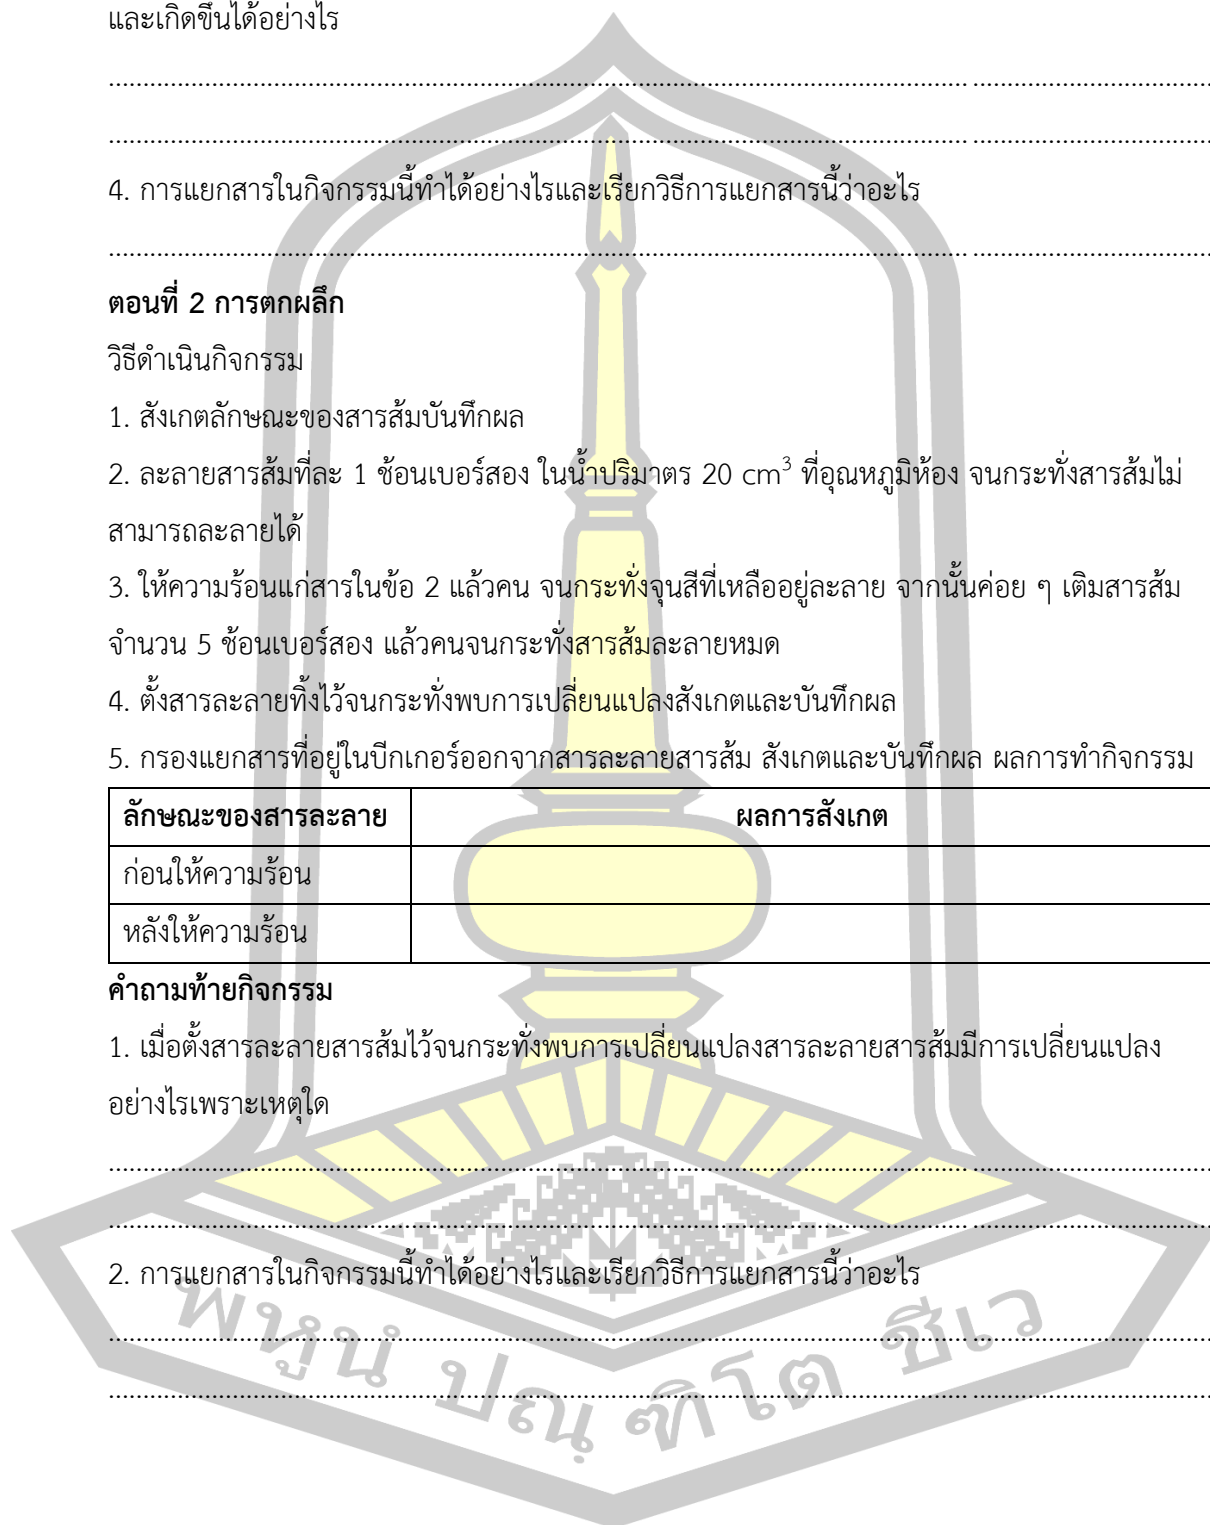 และเกิดขึ้นได้อย่างไร
4. การแยกสารในกิจกรรมนี้ทำได้อย่างไรและเรียกวิธีการแยกสารนี้ว่าอะไร
ตอนที่ 2 การตกผลึก
วิธีดำเนินกิจกรรม
1. สังเกตลักษณะของสารส้มบันทึกผล
2. ละลายสารส้มทีละ 1 ช้อนเบอร์สอง ในน้ำปริมาตร 20 cm³ ที่อุณหภูมิห้อง จนกระทั่งสารส้มไม่
สามารถละลายได้
3. ให้ความร้อนแก่สารในข้อ 2 แล้วคน จนกระทั่งจุนสีที่เหลืออยู่ละลาย จากนั้นค่อย ๆ เติมสารส้ม
จำนวน 5 ช้อนเบอร์สอง แล้วคนจนกระทั่งสารส้มละลายหมด
4. ตั้งสารละลายทิ้งไว้จนกระทั่งพบการเปลี่ยนแปลงสังเกตและบันทึกผล
5. กรองแยกสารที่อยู่ในบีกเกอร์ออกจากสารละลายสารส้ม สังเกตและบันทึกผล ผลการทำกิจกรรม
ลักษณะของสารละลาย ผลการสังเกต
ก่อนให้ความร้อน
หลังให้ความร้อน
คำถามท้ายกิจกรรม
1. เมื่อตั้งสารละลายสารส้มไว้จนกระทั่งพบการเปลี่ยนแปลงสารละลายสารส้มมีการเปลี่ยนแปลง
อย่างไรเพราะเหตุใด
2. การแยกสารในกิจกรรมนี้ทำได้อย่างไรและเรียกวิธีการแยกสารนี้ว่าอะไร
พหูนํ ปณฺฑิโต ชีเว